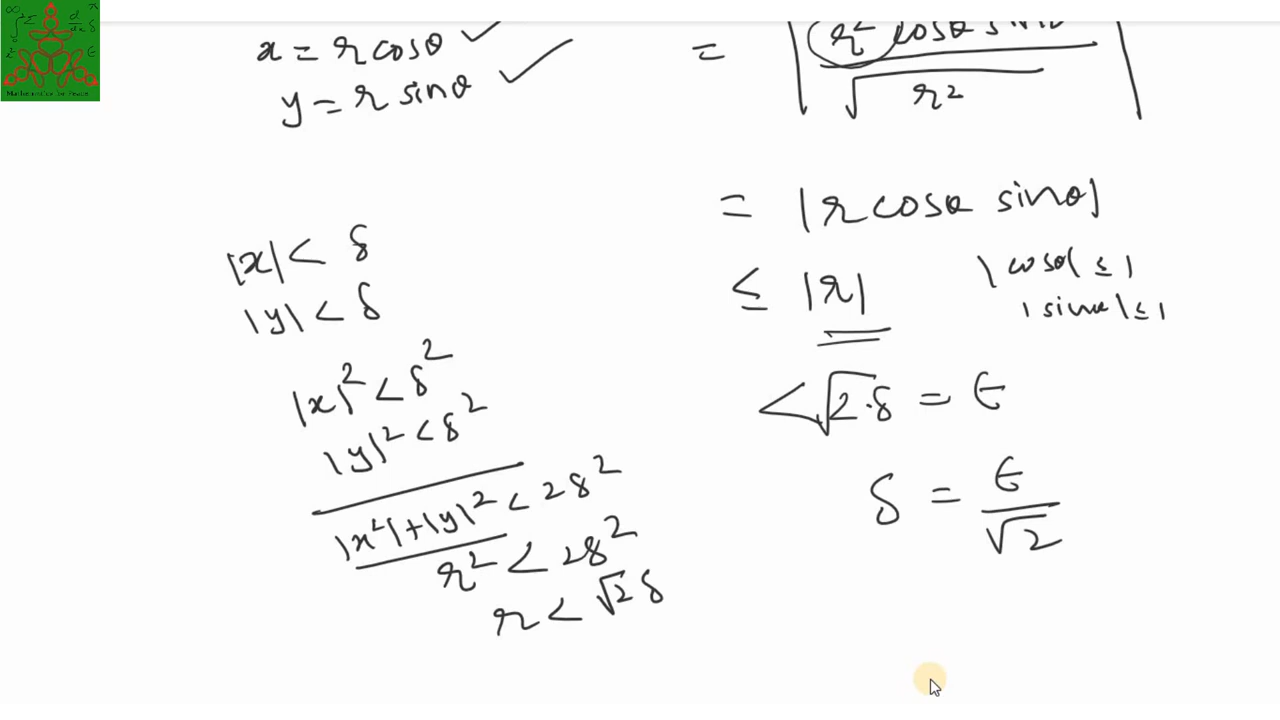 x = r cosθ ✓
y = r sinθ ✓
= | r² cosθ sinθ / √r² |
= |r cosθ sinθ|
≤ |r|
|cosθ| ≤ 1
|sinθ| ≤ 1
< √2·δ = ϵ
δ = ϵ / √2
|x| < δ
|y| < δ
|x|² < δ²
|y|² < δ²
|x²| + |y|² < 2δ²
r² < 2δ²
r < √2 δ